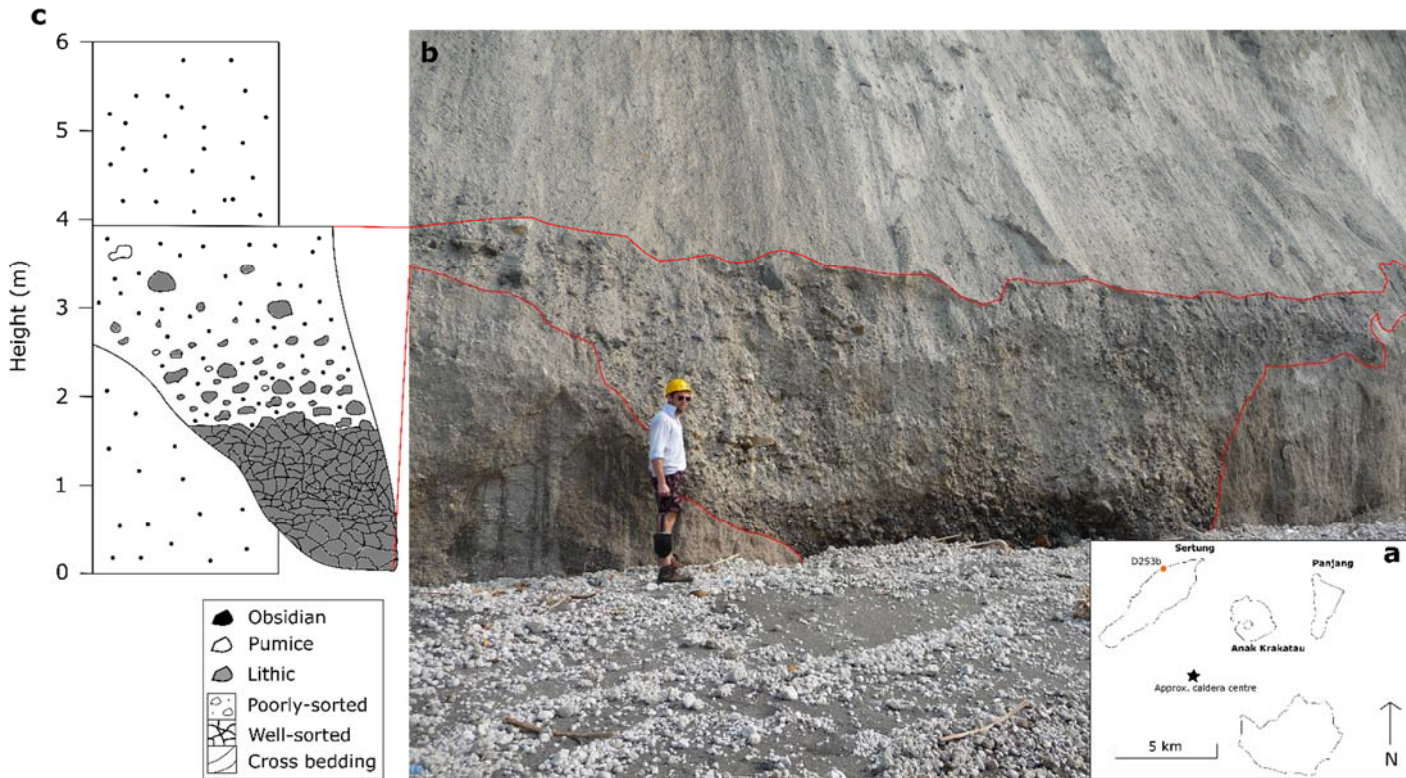 c
6
5
4
3
2
1
0
Height (m)
Obsidian
Pumice
Lithic
Poorly-sorted
Well-sorted
Cross bedding
b
a
Sertung
D2S3b
Panjang
Anak Krakatau
Approx. caldera centre
5 km
N